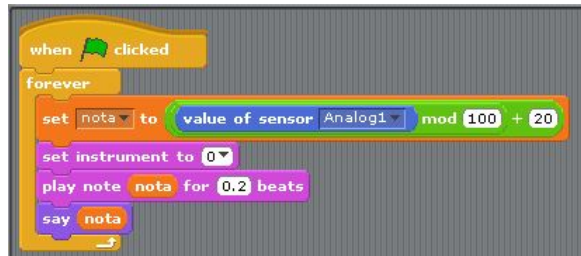 when clicked
forever
set nota to value of sensor Analog1 mod 100 + 20
set instrument to 0
play note nota for 0.2 beats
say nota